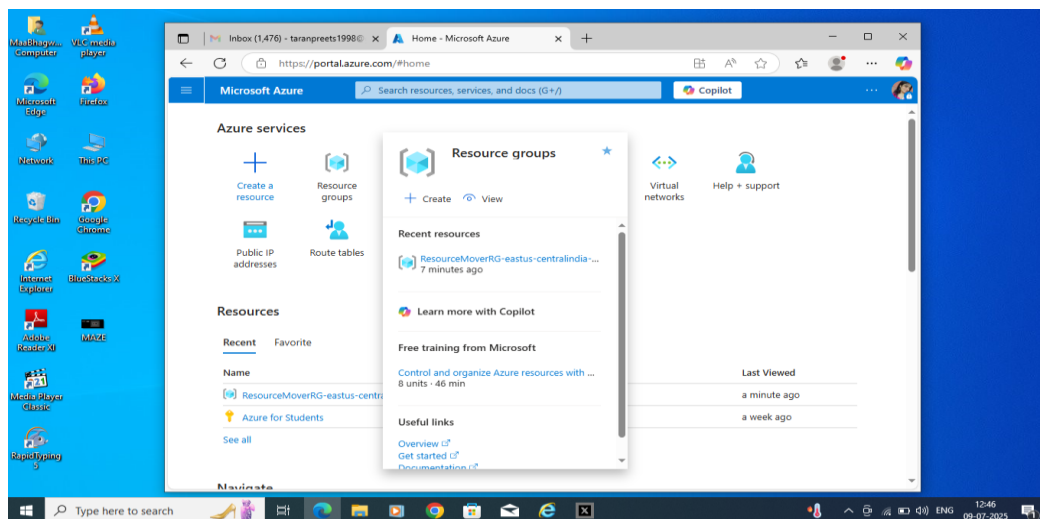 MaaBhagw...
Computer
VLC media
player
Microsoft
Edge
Firefox
Network
This PC
Recycle Bin
Google
Chrome
Internet
Explorer
BlueStacks X
Adobe
Reader XI
MAZE
321
Media Player
Classic
RapidTyping
5
Inbox (1,476) - taranpreets1998@
Home - Microsoft Azure
https://portal.azure.com/#home
Microsoft Azure
Search resources, services, and docs (G+/)
Copilot
Azure services
Create a
resource
Resource
groups
Virtual
networks
Help + support
Public IP
addresses
Route tables
Resource groups
Create
View
Recent resources
ResourceMoverRG-eastus-centralindia-...
7 minutes ago
Learn more with Copilot
Free training from Microsoft
Control and organize Azure resources with ...
8 units · 46 min
Useful links
Overview
Get started
Documentation
Resources
Recent Favorite
Name Last Viewed
ResourceMoverRG-eastus-centra a minute ago
Azure for Students a week ago
See all
Navigate
Type here to search
ENG
12:46
09-07-2025